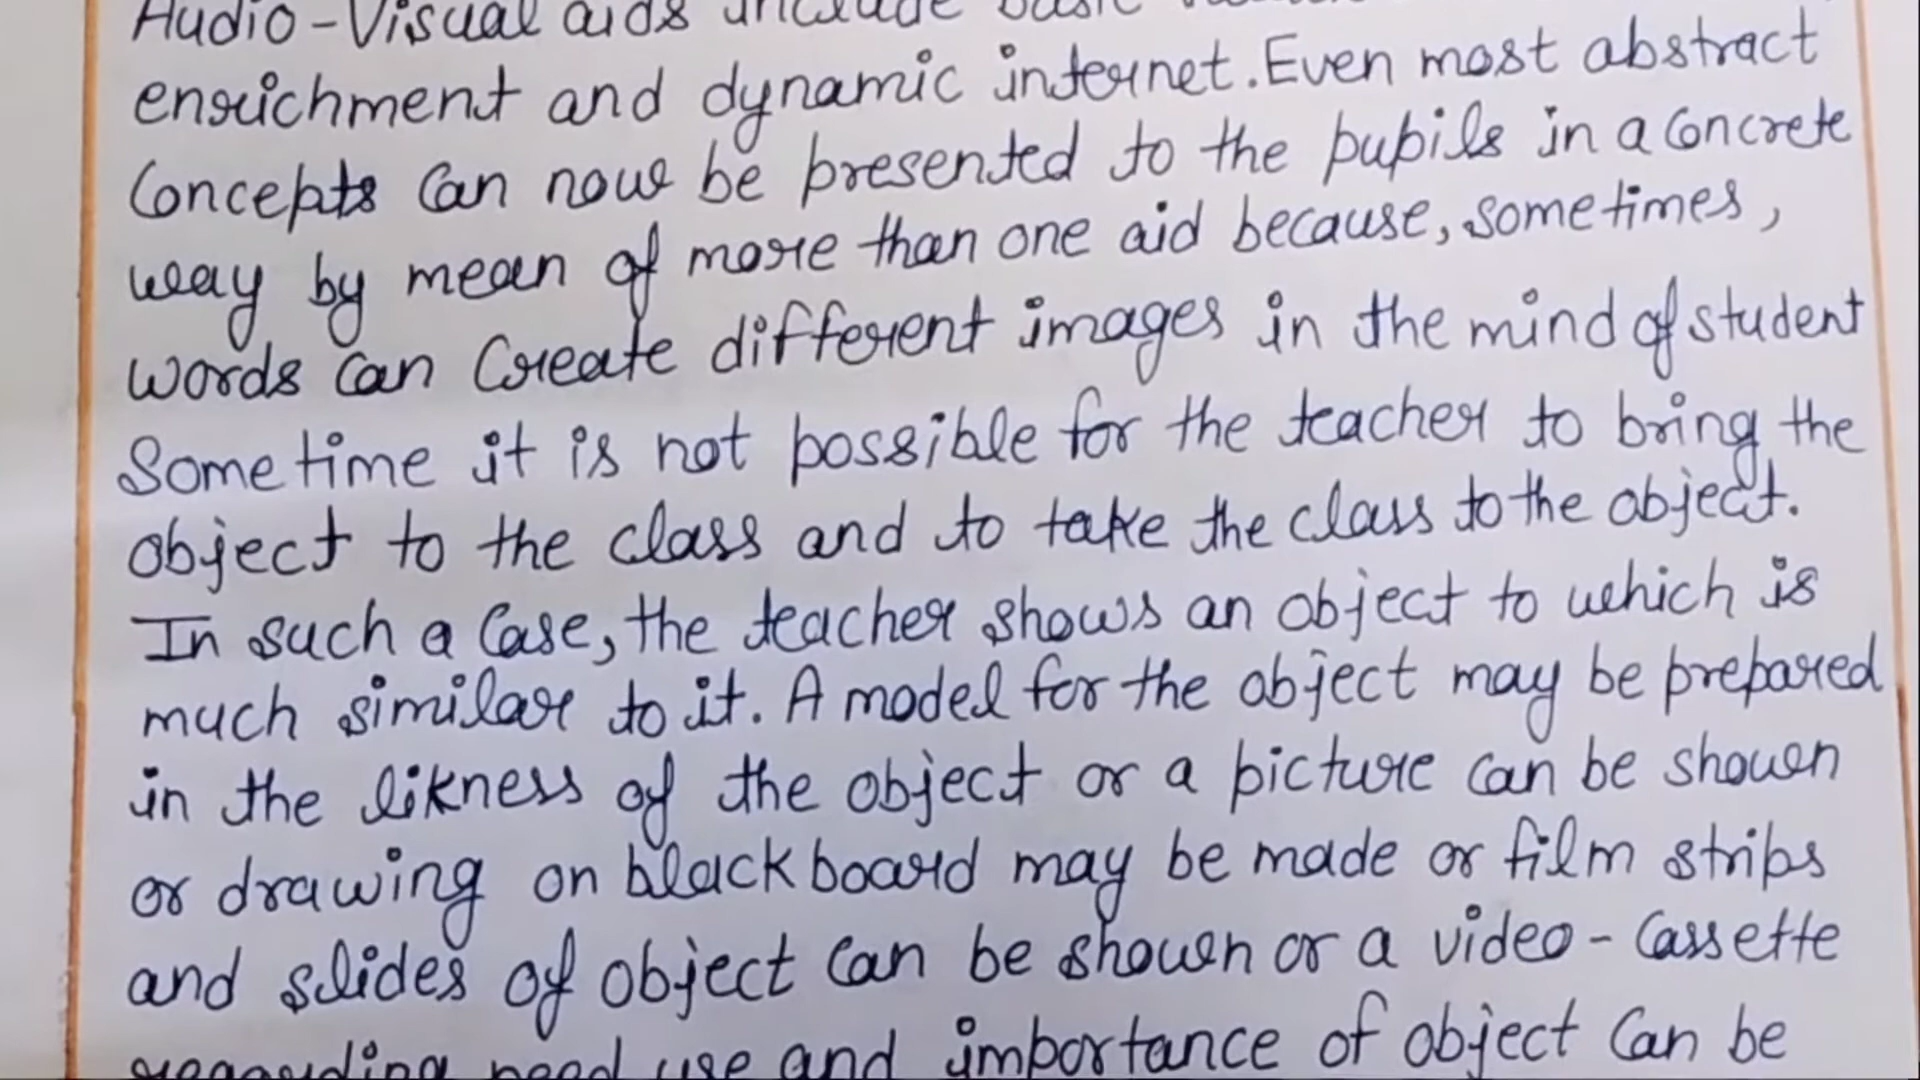 Audio-Visual aids include basic
enrichment and dynamic internet. Even most abstract
Concepts Can now be presented to the pupils in a Concrete
way by mean of more than one aid because, sometimes,
words can Create different images in the mind of student
Sometime it is not possible for the teacher to bring the
object to the class and to take the class to the object.
In such a Case, the teacher shows an object to which is
much similar to it. A model for the object may be prepared
in the likness of the object or a picture can be shown
or drawing on blackboard may be made or film strips
and slides of object Can be shown or a video-Cassette
regarding need use and importance of object Can be